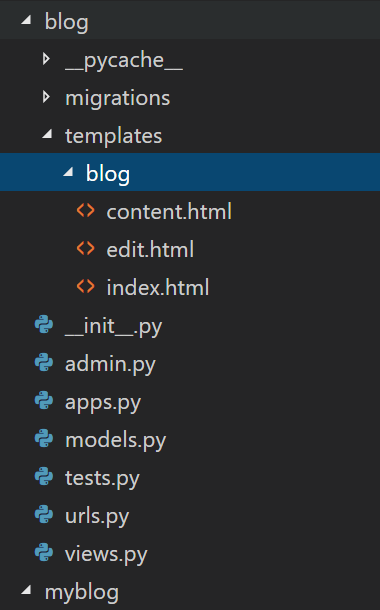 blog
__pycache__
migrations
templates
blog
content.html
edit.html
index.html
__init__.py
admin.py
apps.py
models.py
tests.py
urls.py
views.py
myblog